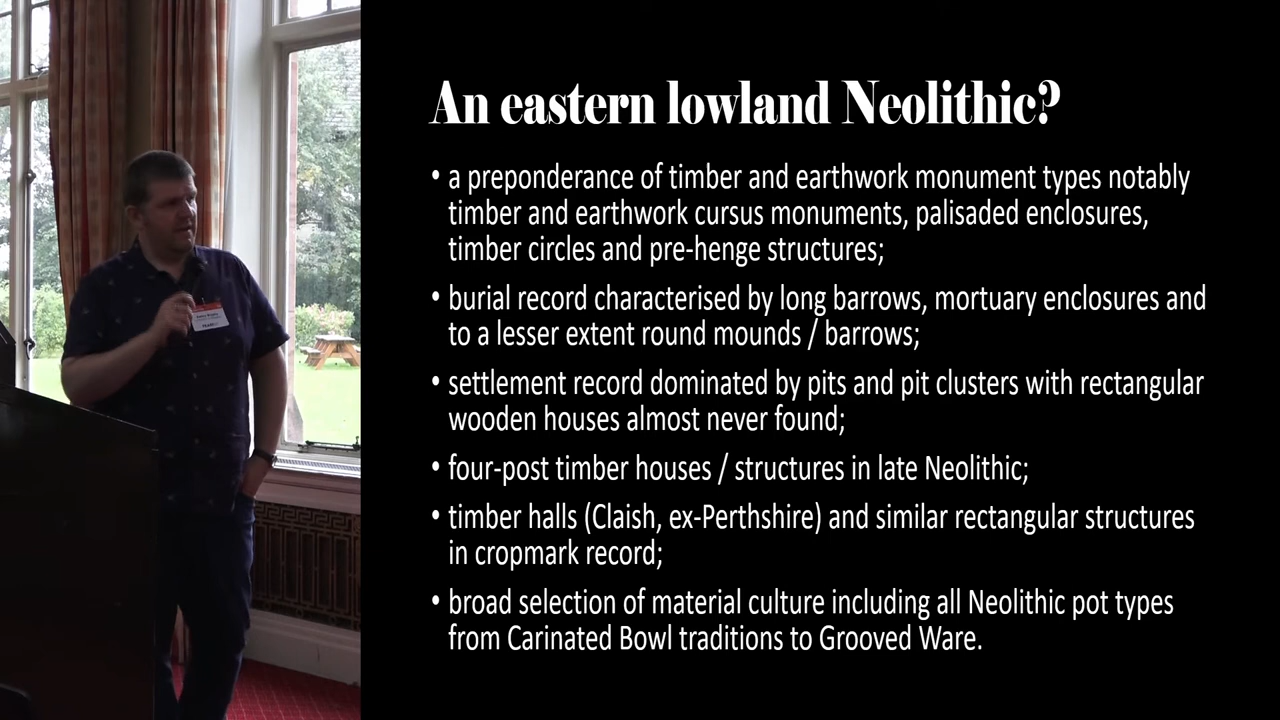 An eastern lowland Neolithic?
• a preponderance of timber and earthwork monument types notably
timber and earthwork cursus monuments, palisaded enclosures,
timber circles and pre-henge structures;
• burial record characterised by long barrows, mortuary enclosures and
to a lesser extent round mounds / barrows;
• settlement record dominated by pits and pit clusters with rectangular
wooden houses almost never found;
• four-post timber houses / structures in late Neolithic;
• timber halls (Claish, ex-Perthshire) and similar rectangular structures
in cropmark record;
• broad selection of material culture including all Neolithic pot types
from Carinated Bowl traditions to Grooved Ware.